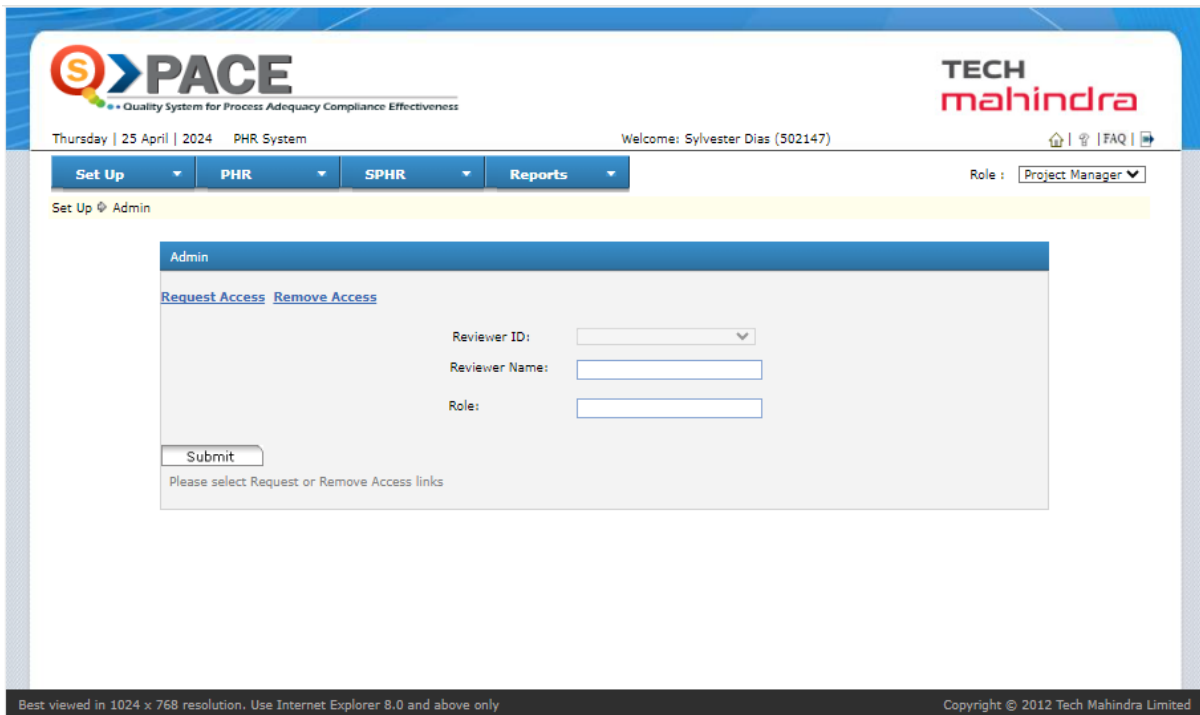 S PACE
Quality System for Process Adequacy Compliance Effectiveness
TECH
mahindra
Thursday | 25 April | 2024 PHR System Welcome: Sylvester Dias (502147) | ? |FAQ |
Set Up PHR SPHR Reports Role : Project Manager
Set Up Admin
Admin
Request Access Remove Access
Reviewer ID:
Reviewer Name:
Role:
Submit
Please select Request or Remove Access links
Best viewed in 1024 x 768 resolution. Use Internet Explorer 8.0 and above only Copyright © 2012 Tech Mahindra Limited